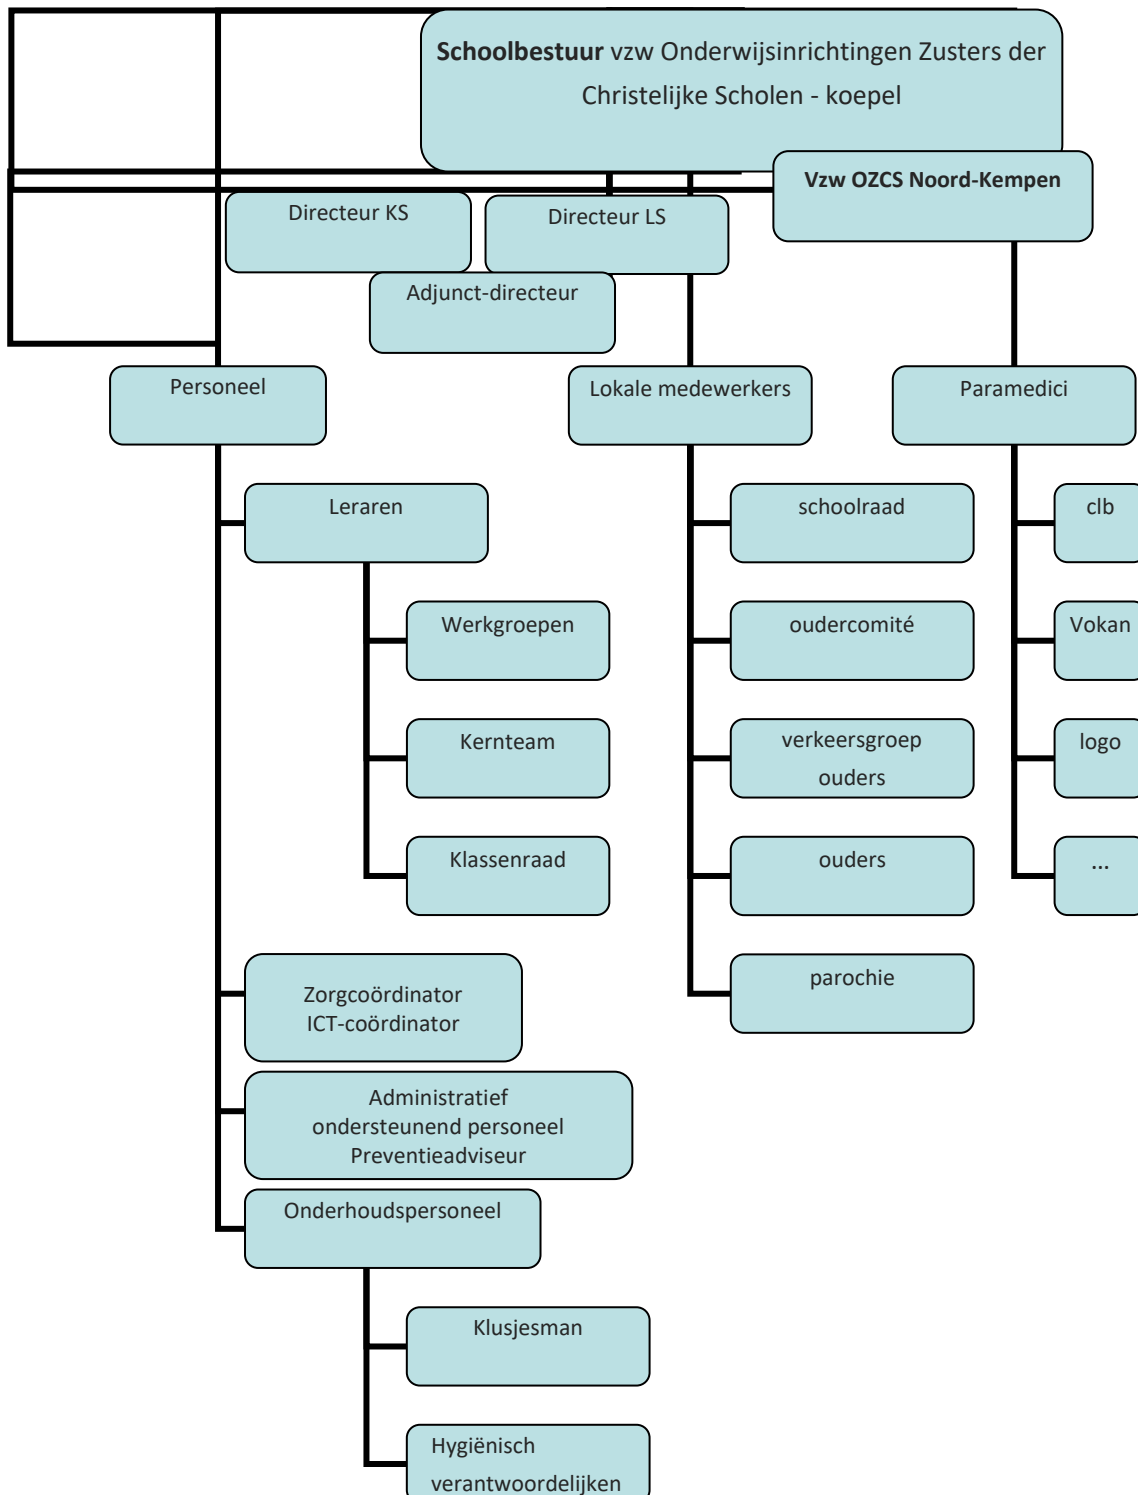 Schoolbestuur vzw Onderwijsinrichtingen Zusters der
Christelijke Scholen - koepel
Vzw OZCS Noord-Kempen
Directeur KS
Directeur LS
Adjunct-directeur
Personeel
Lokale medewerkers
Paramedici
Leraren
schoolraad
clb
Werkgroepen
oudercomité
Vokan
Kernteam
verkeersgroep
ouders
logo
Klassenraad
ouders
...
Zorgcoördinator
ICT-coördinator
parochie
Administratief
ondersteunend personeel
Preventieadviseur
Onderhoudspersoneel
Klusjesman
Hygiënisch
verantwoordelijken